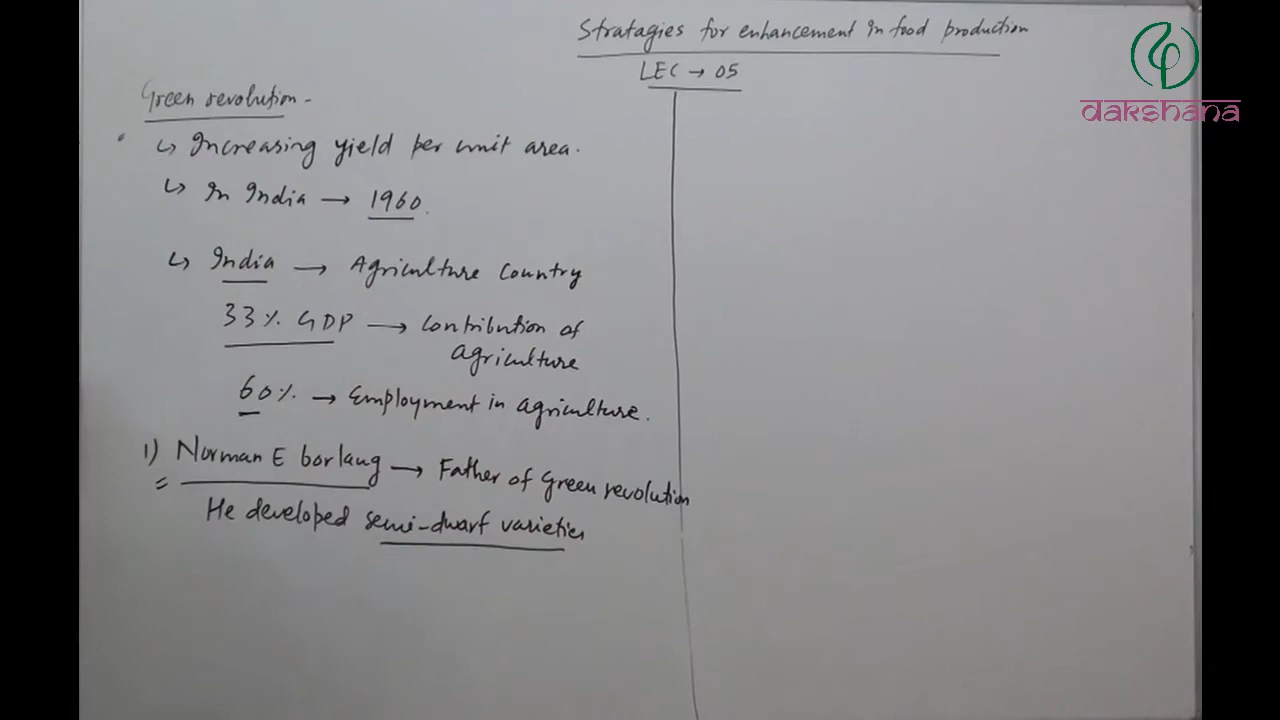 Stratagies for enhancement in food production
LEC → 05
dakshana
Green revolution -
↳ Increasing yield per unit area.
↳ In India → 1960.
↳ India → Agriculture Country
33% GDP → Contribution of
agriculture
60% → Employment in agriculture.
1) Norman E borlaug → Father of Green revolution
He developed semi-dwarf varieties